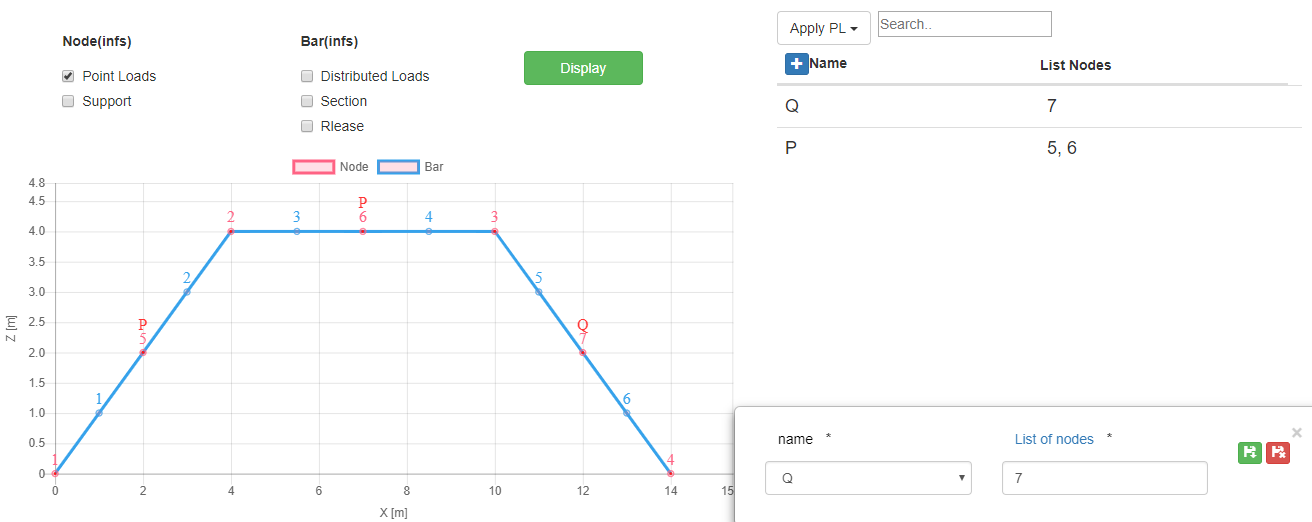 Node(infs)
Point Loads
Support
Bar(infs)
Distributed Loads
Section
Rlease
Display
Apply PL
Search..
Name List Nodes
Q 7
P 5, 6
Node Bar
4.8
4.5
4.0
3.5
3.0
2.5
2.0
1.5
1.0
0.5
0
Z [m]
P
2 3 6 4 3
2 5
P Q
5 7
1 6
1 4
0 2 4 6 8 10 12 14 15
X [m]
name * List of nodes * ×
Q 7